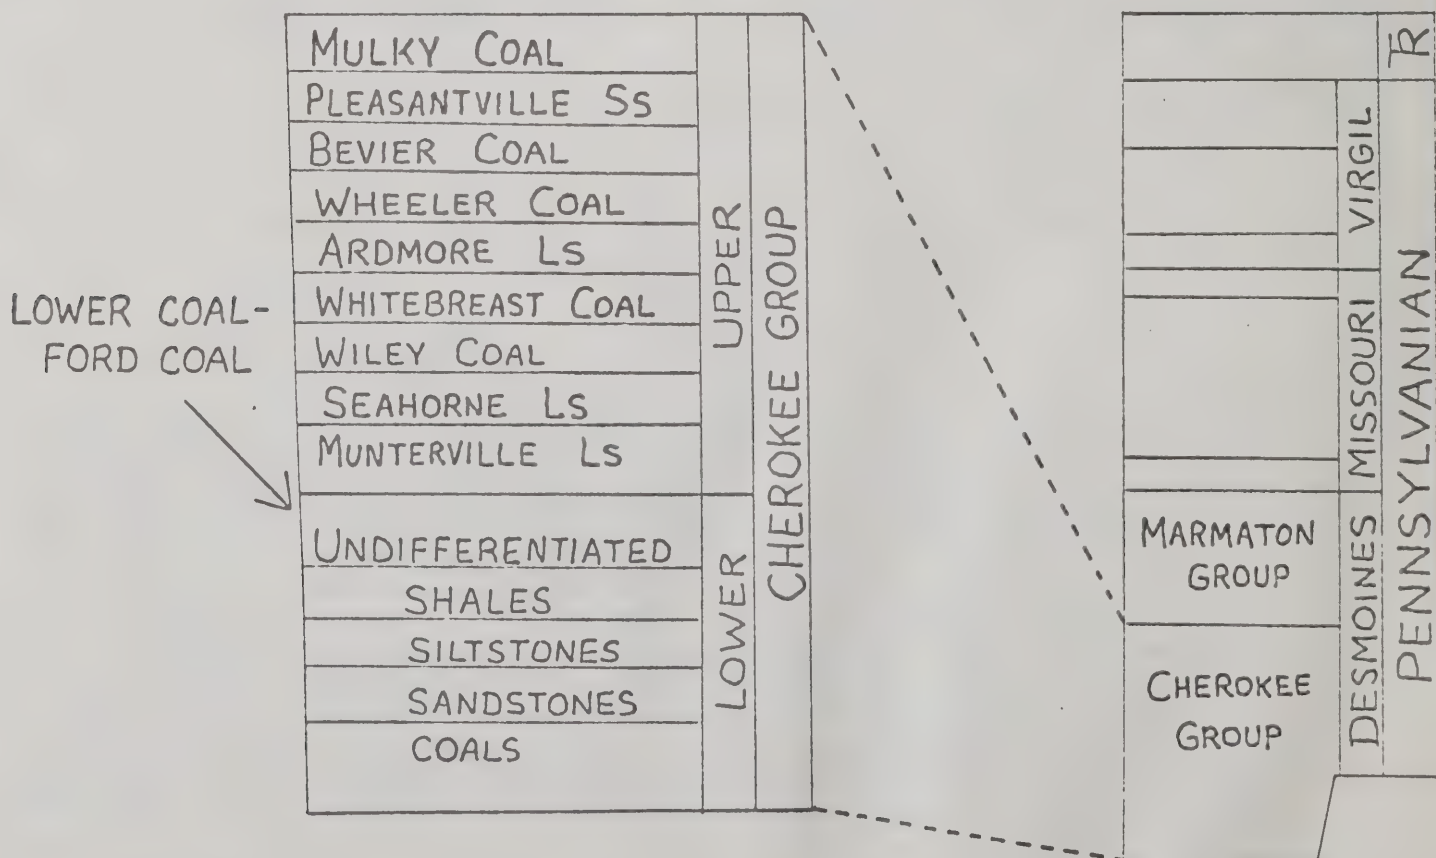 MULKY COAL
PLEASANTVILLE SS
BEVIER COAL
WHEELER COAL
ARDMORE LS
WHITEBREAST COAL
WILEY COAL
SEAHORNE LS
MUNTERVILLE LS
UNDIFFERENTIATED
SHALES
SILTSTONES
SANDSTONES
COALS
UPPER
LOWER
CHEROKEE GROUP
LOWER COAL-
FORD COAL
MARMATON
GROUP
CHEROKEE
GROUP
VIRGIL
MISSOURI
DESMOINES
PENNSYLVANIAN